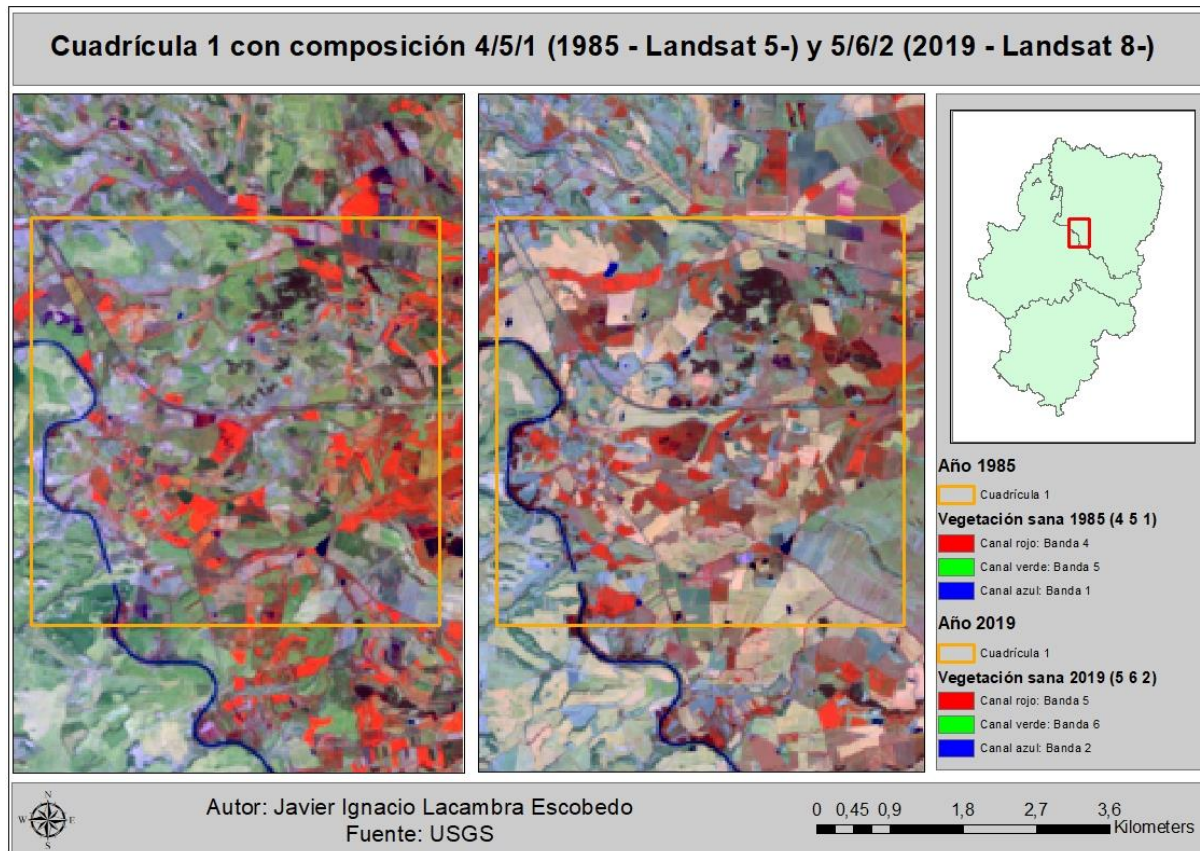 Cuadrícula 1 con composición 4/5/1 (1985 - Landsat 5-) y 5/6/2 (2019 - Landsat 8-)
Año 1985
Cuadrícula 1
Vegetación sana 1985 (4 5 1)
Canal rojo: Banda 4
Canal verde: Banda 5
Canal azul: Banda 1
Año 2019
Cuadrícula 1
Vegetación sana 2019 (5 6 2)
Canal rojo: Banda 5
Canal verde: Banda 6
Canal azul: Banda 2
N
W E
S
Autor: Javier Ignacio Lacambra Escobedo
Fuente: USGS
0 0,45 0,9 1,8 2,7 3,6
Kilometers